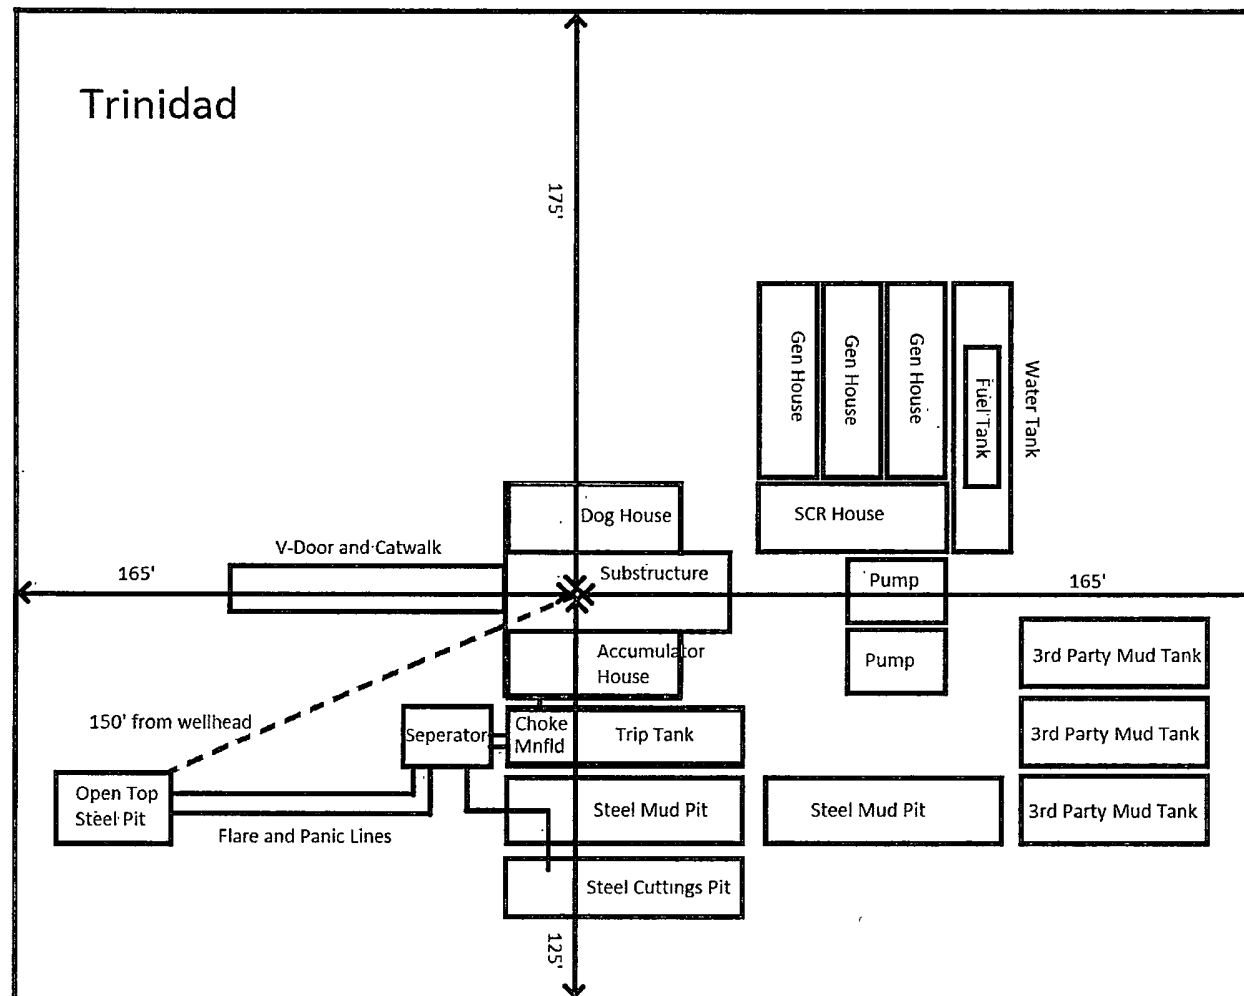 Trinidad
175'
Gen House
Gen House
Gen House
Fuel Tank
Water Tank
Dog House
SCR House
V-Door and Catwalk
165'
Substructure
Pump
165'
Accumulator
House
Pump
3rd Party Mud Tank
150' from wellhead
Seperator
Choke
Mnfld
Trip Tank
3rd Party Mud Tank
Open Top
Steel Pit
Flare and Panic Lines
Steel Mud Pit
Steel Mud Pit
3rd Party Mud Tank
Steel Cuttings Pit
125'